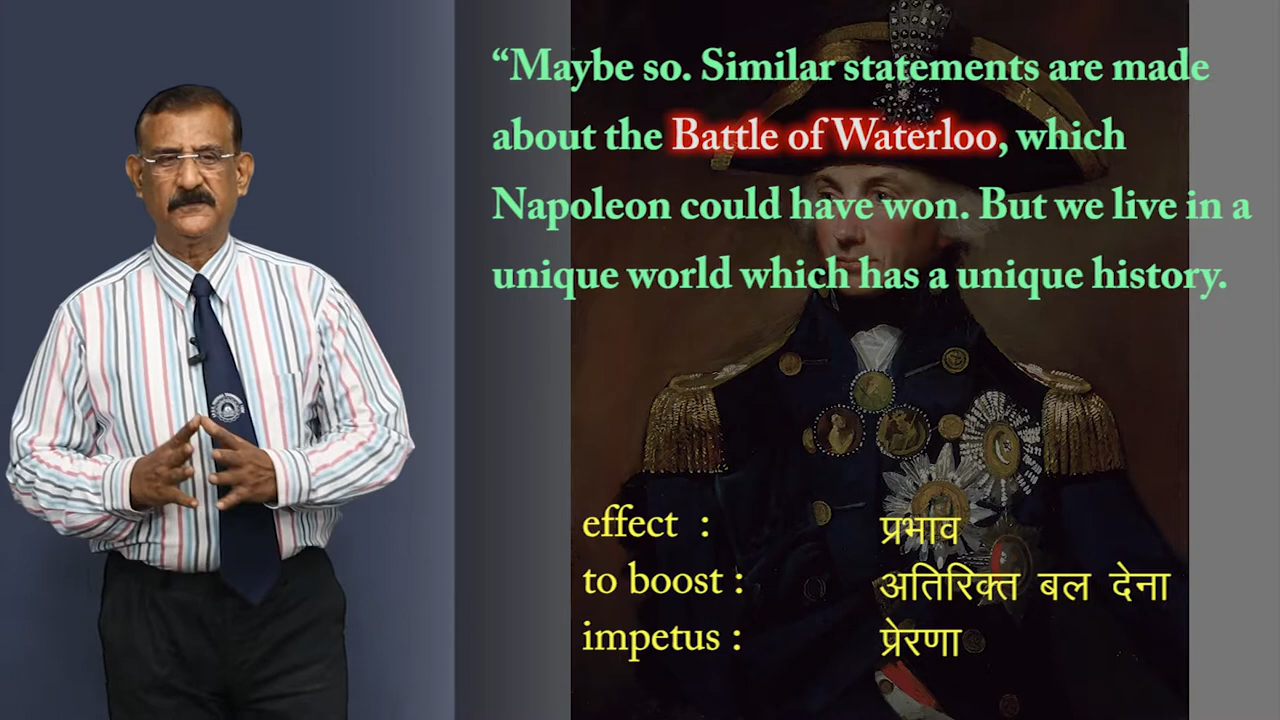 “Maybe so. Similar statements are made
about the Battle of Waterloo, which
Napoleon could have won. But we live in a
unique world which has a unique history.
effect : प्रभाव
to boost : अतिरिक्त बल देना
impetus : प्रेरणा